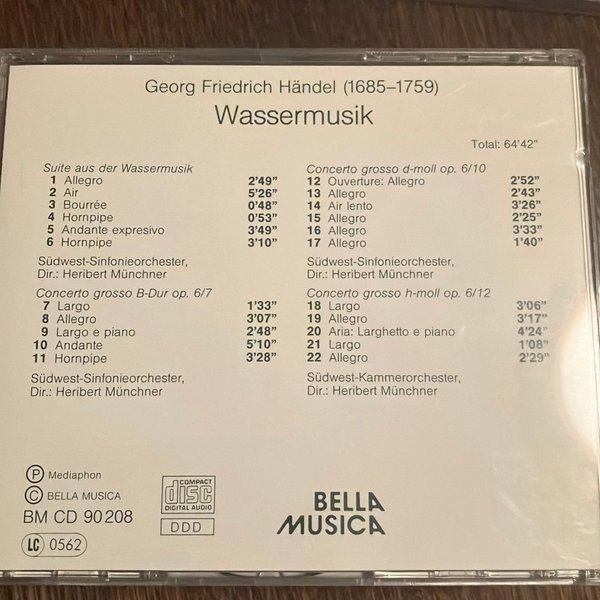 Georg Friedrich Händel (1685–1759)
Wassermusik
Total: 64'42"
Suite aus der Wassermusik
1 Allegro 2'49"
2 Air 5'26"
3 Bourrée 0'48"
4 Hornpipe 0'53"
5 Andante expresivo 3'49"
6 Hornpipe 3'10"
Südwest-Sinfonieorchester,
Dir.: Heribert Münchner
Concerto grosso B-Dur op. 6/7
7 Largo 1'33"
8 Allegro 3'07"
9 Largo e piano 2'48"
10 Andante 5'10"
11 Hornpipe 3'28"
Südwest-Sinfonieorchester,
Dir.: Heribert Münchner
Concerto grosso d-moll op. 6/10
12 Ouverture: Allegro 2'52"
13 Allegro 2'43"
14 Air lento 3'26"
15 Allegro 2'25"
16 Allegro 3'33"
17 Allegro 1'40"
Südwest-Sinfonieorchester,
Dir.: Heribert Münchner
Concerto grosso h-moll op. 6/12
18 Largo 3'06"
19 Allegro 3'17"
20 Aria: Larghetto e piano 4'24"
21 Largo 1'08"
22 Allegro 2'29"
Südwest-Kammerorchester,
Dir.: Heribert Münchner
Ⓟ Mediaphon
Ⓒ BELLA MUSICA
BM CD 90208
LC 0562
COMPACT
disc
DIGITAL AUDIO
DDD
BELLA
MUSICA